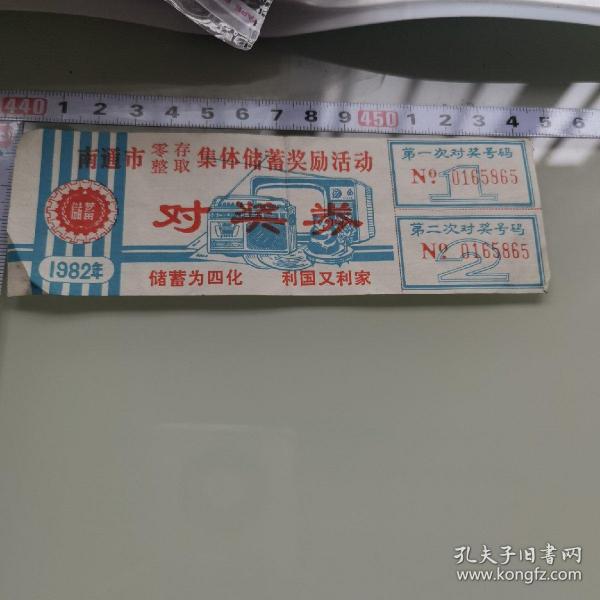 440 1 2 3 4 5 6 7 8 9 450 1 2 3 4 5 6
南通市 零存整取 集体储蓄奖励活动
对奖券
储蓄
1982年
储蓄为四化 利国又利家
第一次对奖号码
1
№ 0165865
第二次对奖号码
2
№ 0165865
孔夫子旧书网
www.kongfz.com